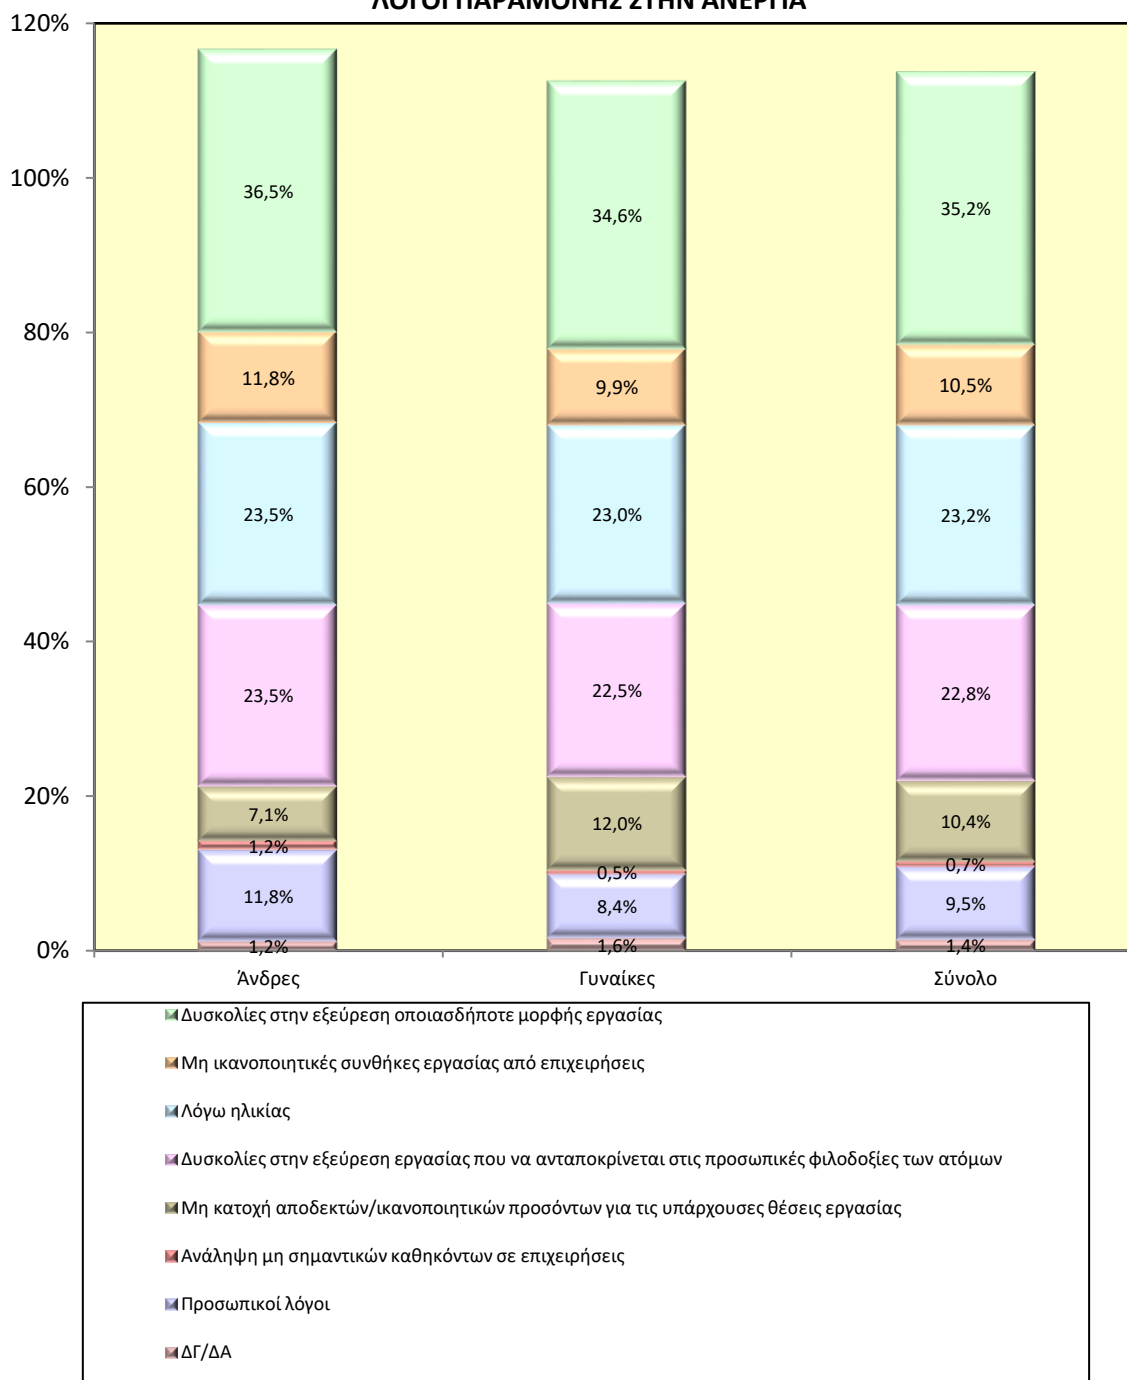 ΛΟΓΟΙ ΠΑΡΑΜΟΝΗΣ ΣΤΗΝ ΑΝΕΡΓΙΑ
120%
100%
80%
60%
40%
20%
0%
36,5%
34,6%
35,2%
11,8%
9,9%
10,5%
23,5%
23,0%
23,2%
23,5%
22,5%
22,8%
7,1%
12,0%
10,4%
1,2%
0,5%
0,7%
11,8%
8,4%
9,5%
1,2%
1,6%
1,4%
Άνδρες
Γυναίκες
Σύνολο
Δυσκολίες στην εξεύρεση οποιασδήποτε μορφής εργασίας
Μη ικανοποιητικές συνθήκες εργασίας από επιχειρήσεις
Λόγω ηλικίας
Δυσκολίες στην εξεύρεση εργασίας που να ανταποκρίνεται στις προσωπικές φιλοδοξίες των ατόμων
Μη κατοχή αποδεκτών/ικανοποιητικών προσόντων για τις υπάρχουσες θέσεις εργασίας
Ανάληψη μη σημαντικών καθηκόντων σε επιχειρήσεις
Προσωπικοί λόγοι
ΔΓ/ΔΑ